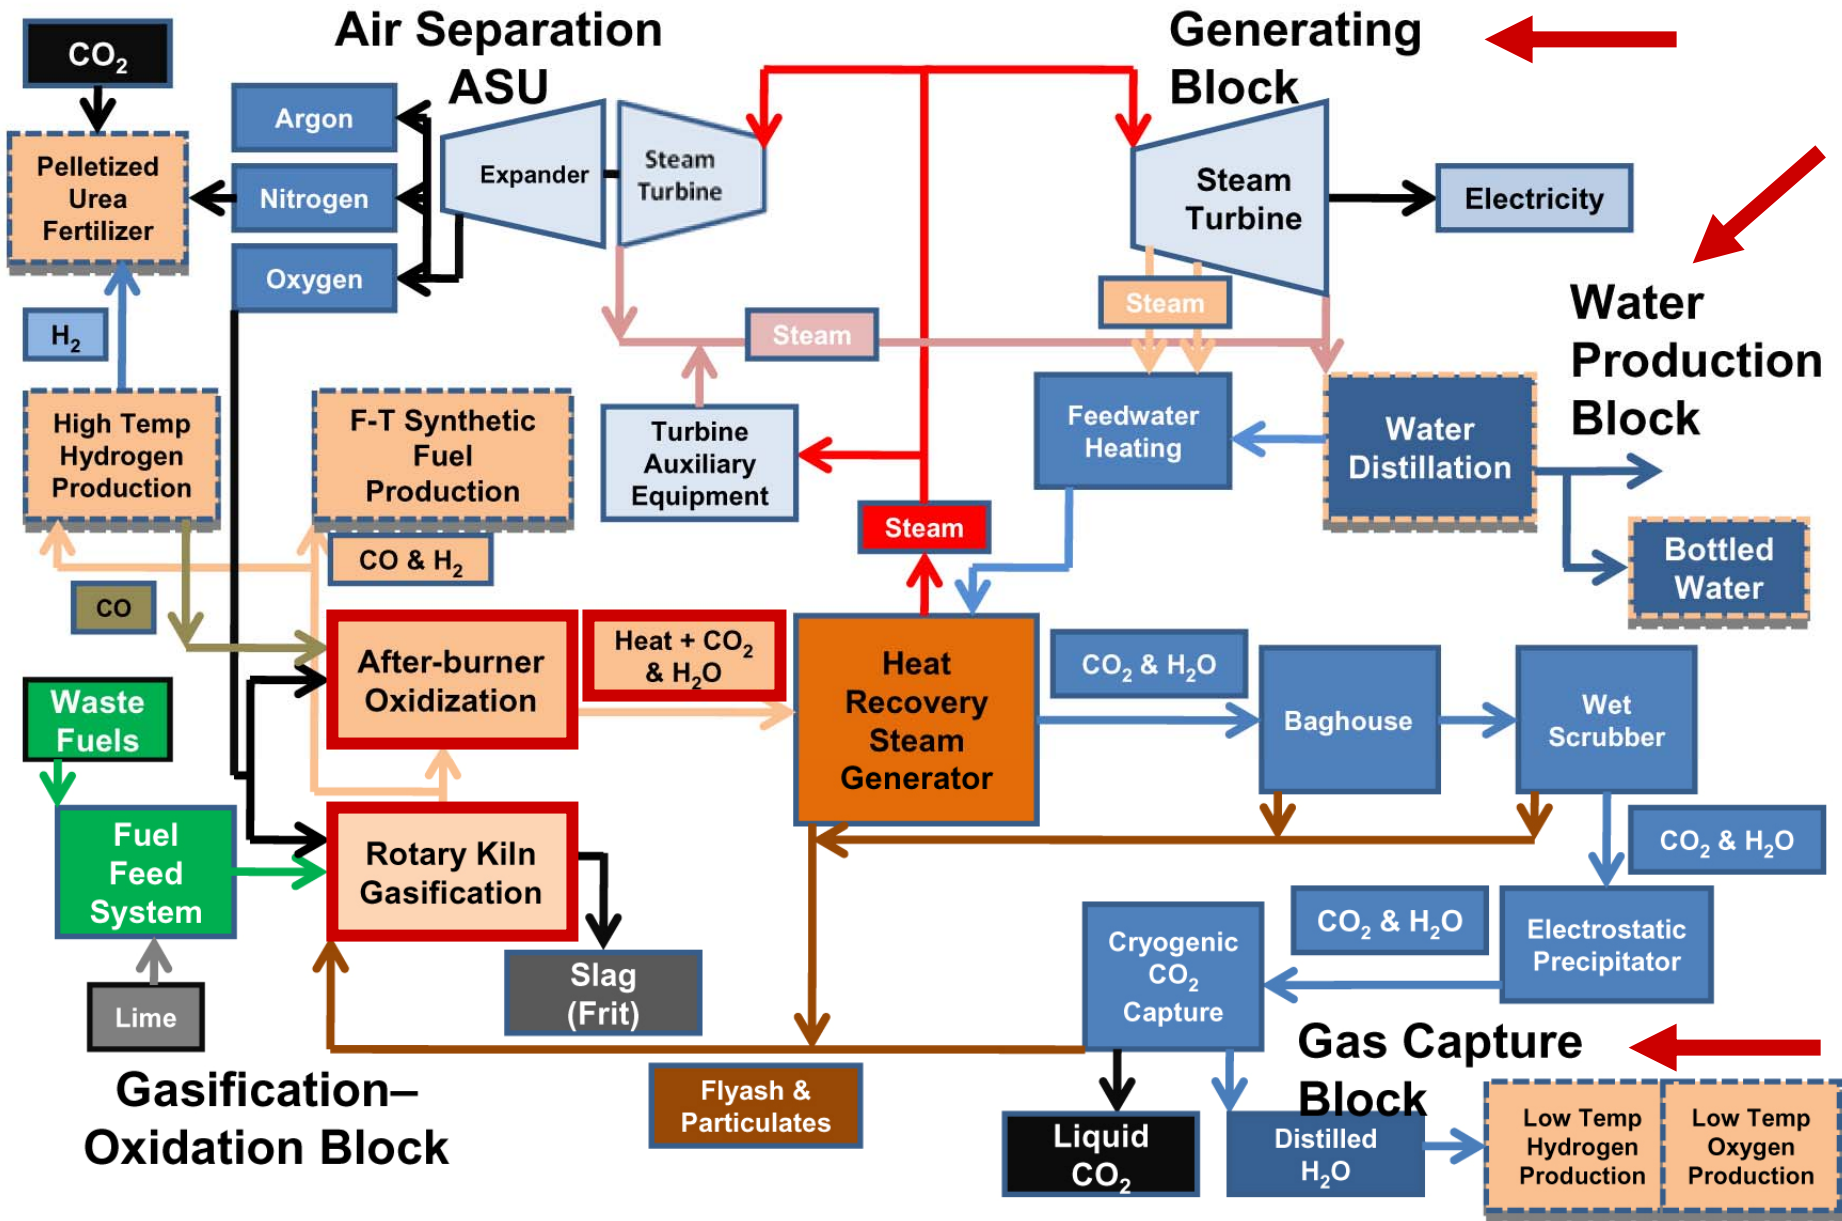 Air Separation
ASU
Generating
Block
CO2
Argon
Pelletized
Urea
Fertilizer
Nitrogen
Oxygen
Expander
Steam
Turbine
Steam
Turbine
Electricity
H2
Steam
Steam
Water
Production
Block
High Temp
Hydrogen
Production
F-T Synthetic
Fuel
Production
Turbine
Auxiliary
Equipment
Feedwater
Heating
Water
Distillation
Steam
CO & H2
CO
Bottled
Water
After-burner
Oxidization
Heat + CO2
& H2O
Heat
Recovery
Steam
Generator
CO2 & H2O
Baghouse
Wet
Scrubber
Waste
Fuels
Fuel
Feed
System
Rotary Kiln
Gasification
CO2 & H2O
Slag
(Frit)
Lime
Cryogenic
CO2
Capture
CO2 & H2O
Electrostatic
Precipitator
Gasification–
Oxidation Block
Flyash &
Particulates
Gas Capture
Block
Liquid
CO2
Distilled
H2O
Low Temp
Hydrogen
Production
Low Temp
Oxygen
Production